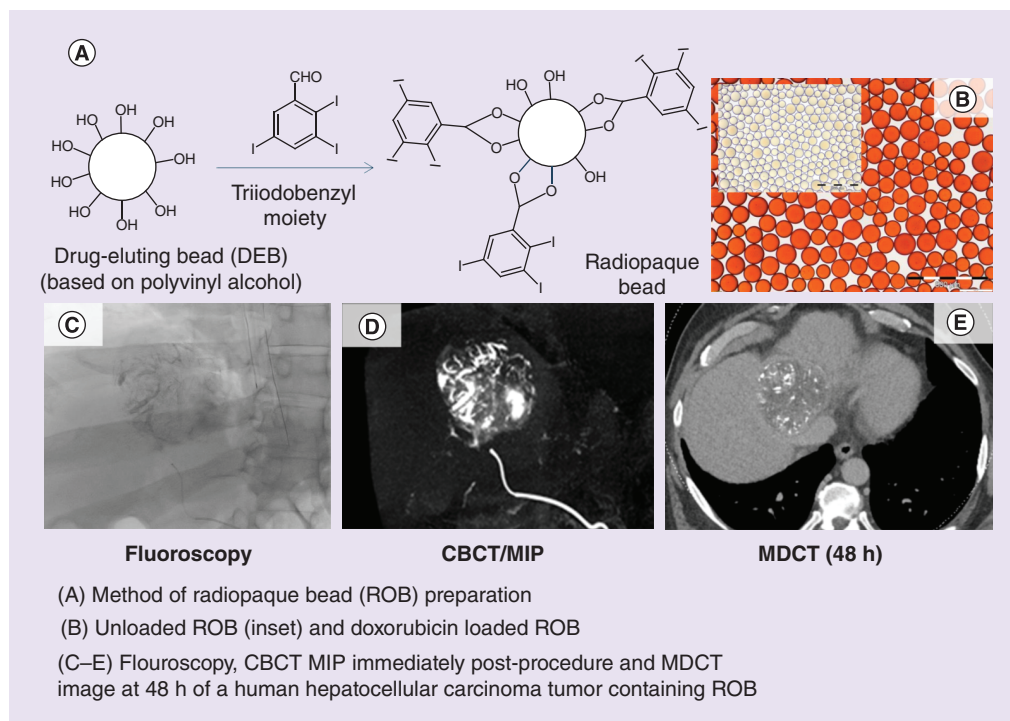 A
OH
HO
OH
HO
OH
HO
HO
OH
OH
CHO
I
I
I
Triiodobenzyl
moiety
Drug-eluting bead (DEB)
(based on polyvinyl alcohol)
I
I
I
O
O
HO
OH
O
O
I
I
I
OH
O
O
I
I
I
Radiopaque
bead
B
C
D
E
Fluoroscopy
CBCT/MIP
MDCT (48 h)
(A) Method of radiopaque bead (ROB) preparation
(B) Unloaded ROB (inset) and doxorubicin loaded ROB
(C–E) Flouroscopy, CBCT MIP immediately post-procedure and MDCT
image at 48 h of a human hepatocellular carcinoma tumor containing ROB